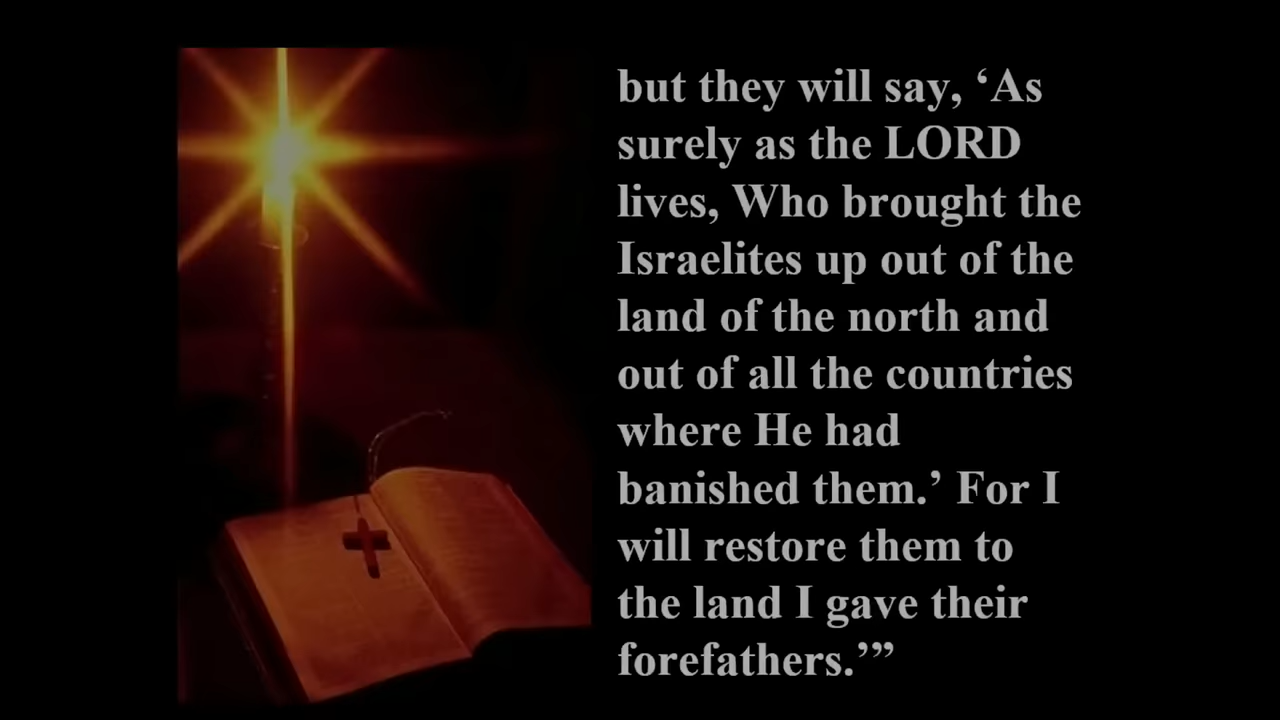 but they will say, ‘As
surely as the LORD
lives, Who brought the
Israelites up out of the
land of the north and
out of all the countries
where He had
banished them.’ For I
will restore them to
the land I gave their
forefathers.’”